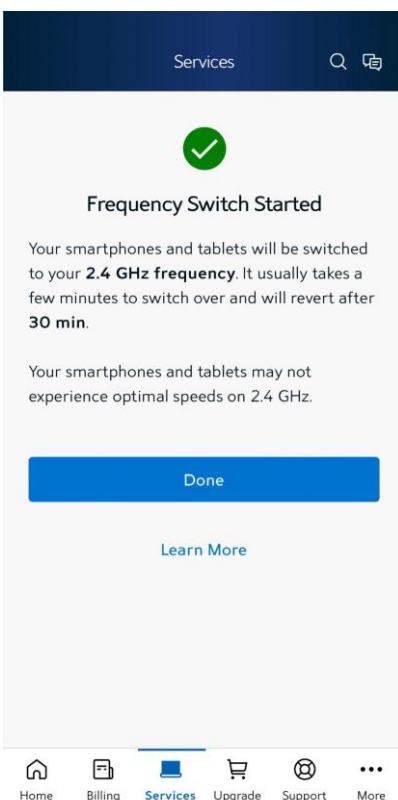 Services
Frequency Switch Started
Your smartphones and tablets will be switched
to your 2.4 GHz frequency. It usually takes a
few minutes to switch over and will revert after
30 min.
Your smartphones and tablets may not
experience optimal speeds on 2.4 GHz.
Done
Learn More
Home Billing Services Upgrade Support More